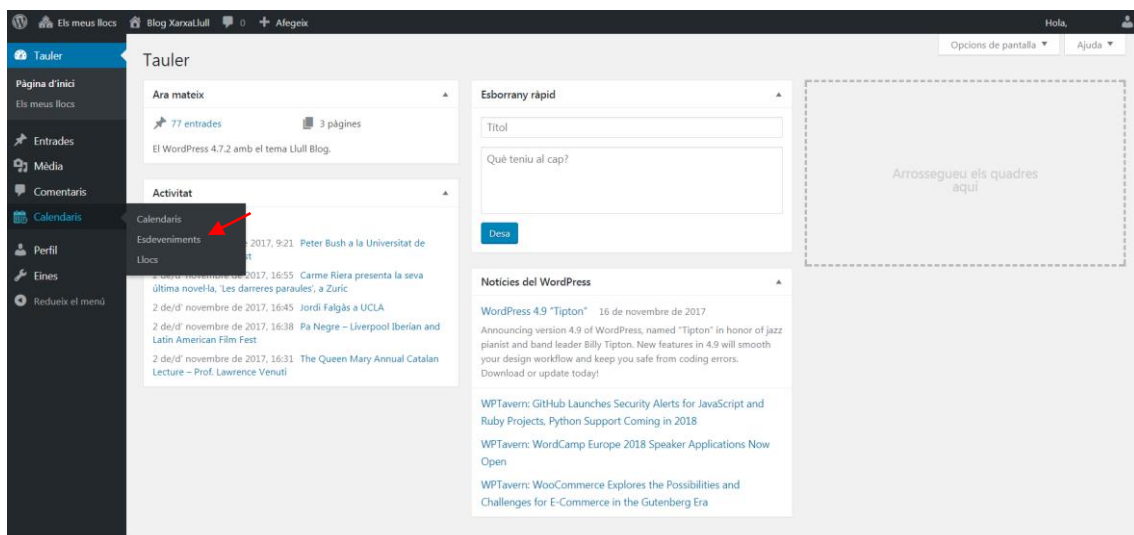 Els meus llocs Blog XarxaLlull 0 Afegeix Hola,
Opcions de pantalla Ajuda
Tauler
Pàgina d'inici
Els meus llocs
Entrades
Mèdia
Comentaris
Calendaris
Perfil
Eines
Redueix el menú
Calendaris
Esdeveniments
Llocs
Tauler
Ara mateix
77 entrades 3 pàgines
El WordPress 4.7.2 amb el tema Llull Blog.
Activitat
de 2017, 9:21 Peter Bush a la Universitat de
2017, 16:55 Carme Riera presenta la seva
última novel·la, 'Les darreres paraules', a Zuric
2 de/d' novembre de 2017, 16:45 Jordi Falgàs a UCLA
2 de/d' novembre de 2017, 16:38 Pa Negre – Liverpool Iberian and
Latin American Film Fest
2 de/d' novembre de 2017, 16:31 The Queen Mary Annual Catalan
Lecture – Prof. Lawrence Venuti
Esborrany ràpid
Títol
Què teniu al cap?
Desa
Notícies del WordPress
WordPress 4.9 "Tipton" 16 de novembre de 2017
Announcing version 4.9 of WordPress, named "Tipton" in honor of jazz
pianist and band leader Billy Tipton. New features in 4.9 will smooth
your design workflow and keep you safe from coding errors.
Download or update today!
WPTavern: GitHub Launches Security Alerts for JavaScript and
Ruby Projects, Python Support Coming in 2018
WPTavern: WordCamp Europe 2018 Speaker Applications Now
Open
WPTavern: WooCommerce Explores the Possibilities and
Challenges for E-Commerce in the Gutenberg Era
Arrossegueu els quadres
aquí